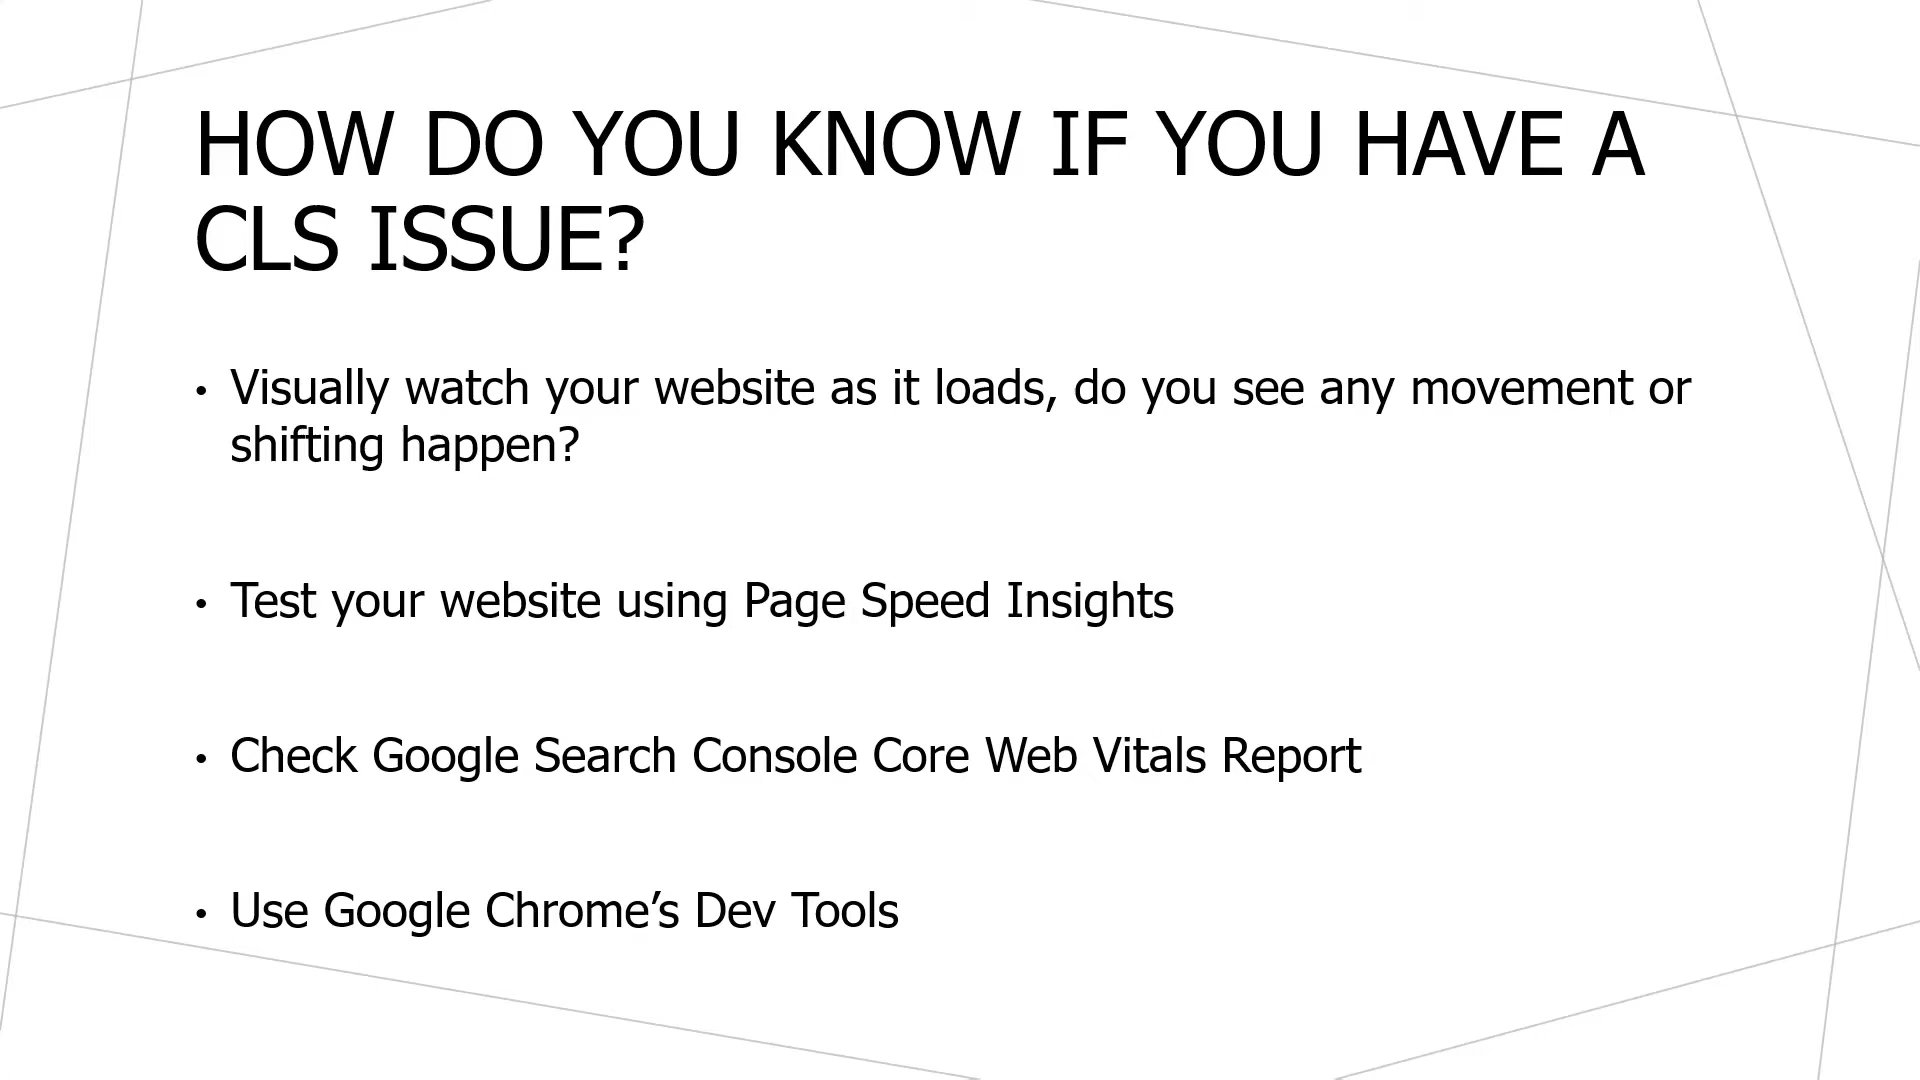 HOW DO YOU KNOW IF YOU HAVE A
CLS ISSUE?
• Visually watch your website as it loads, do you see any movement or
shifting happen?
• Test your website using Page Speed Insights
• Check Google Search Console Core Web Vitals Report
• Use Google Chrome’s Dev Tools